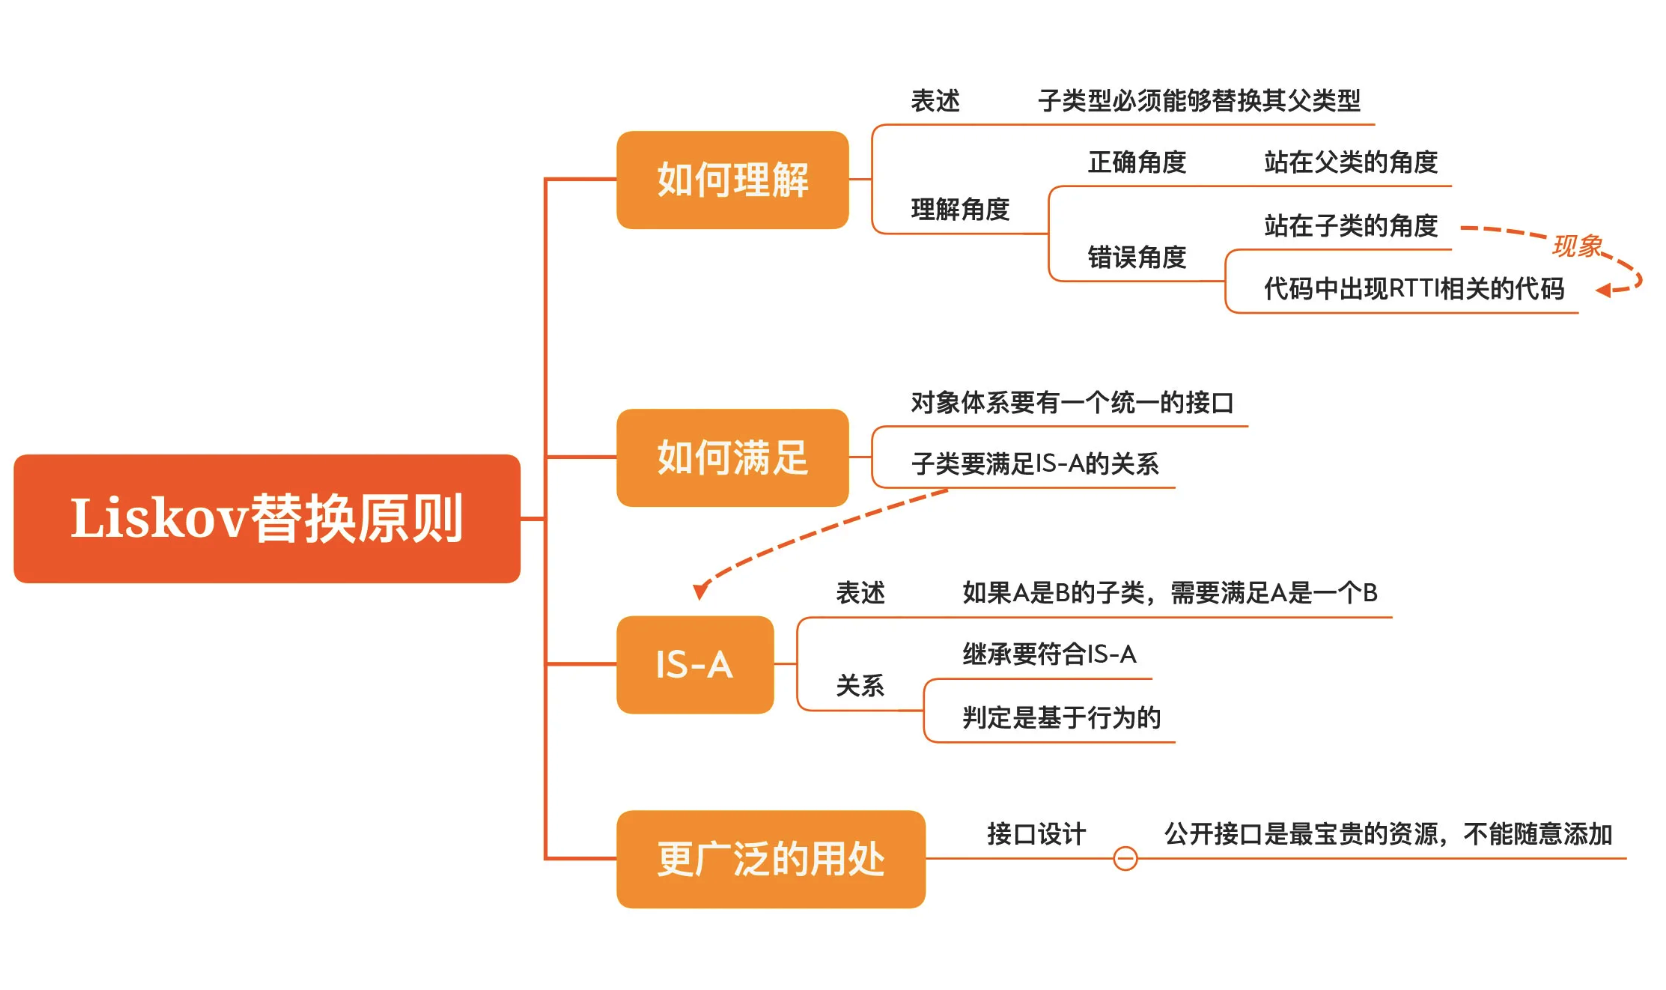 Liskov替换原则
如何理解
表述
子类型必须能够替换其父类型
理解角度
正确角度
站在父类的角度
错误角度
站在子类的角度
现象
代码中出现RTTI相关的代码
如何满足
对象体系要有一个统一的接口
子类要满足IS-A的关系
IS-A
表述
如果A是B的子类，需要满足A是一个B
关系
继承要符合IS-A
判定是基于行为的
更广泛的用处
接口设计
公开接口是最宝贵的资源，不能随意添加